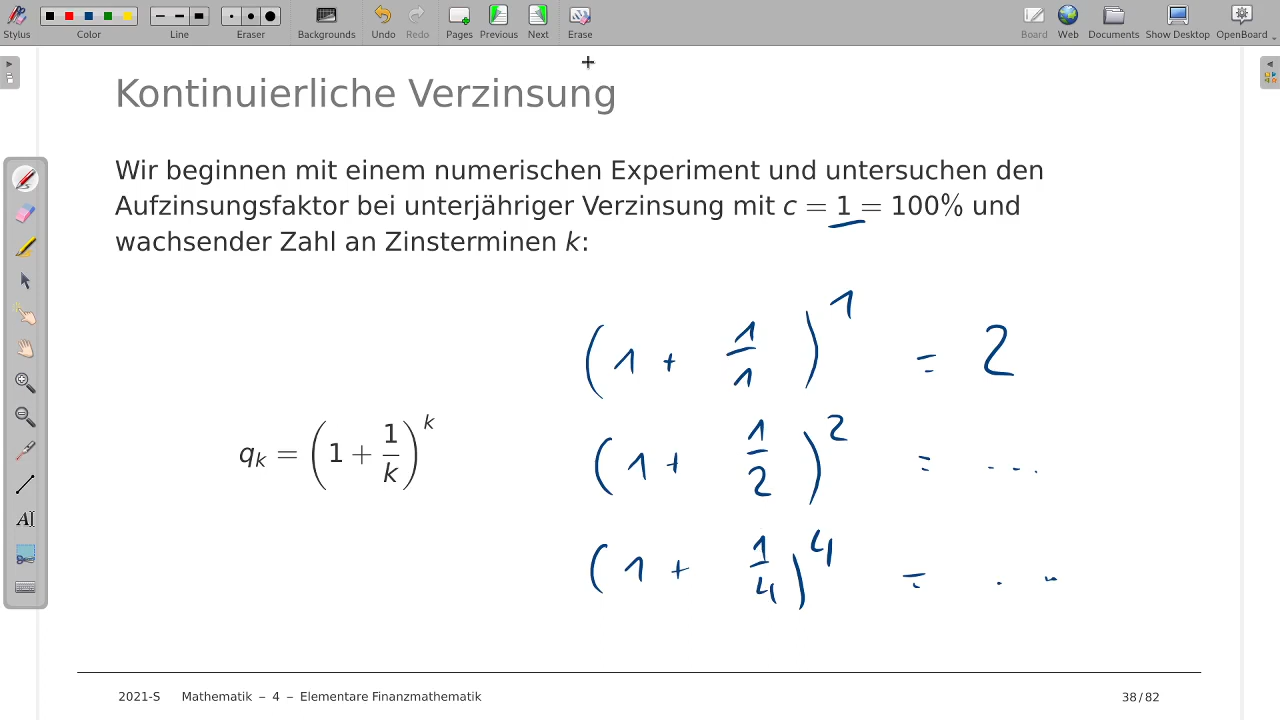 Stylus Color Line Eraser Backgrounds Undo Redo Pages Previous Next Erase Board Web Documents Show Desktop OpenBoard
Kontinuierliche Verzinsung
Wir beginnen mit einem numerischen Experiment und untersuchen den
Aufzinsungsfaktor bei unterjähriger Verzinsung mit c = 1 = 100% und
wachsender Zahl an Zinsterminen k:
(1 + 1/1)^1 = 2
q_k = (1 + 1/k)^k
(1 + 1/2)^2 = ...
(1 + 1/4)^4 = ...
2021-S Mathematik – 4 – Elementare Finanzmathematik 38/82